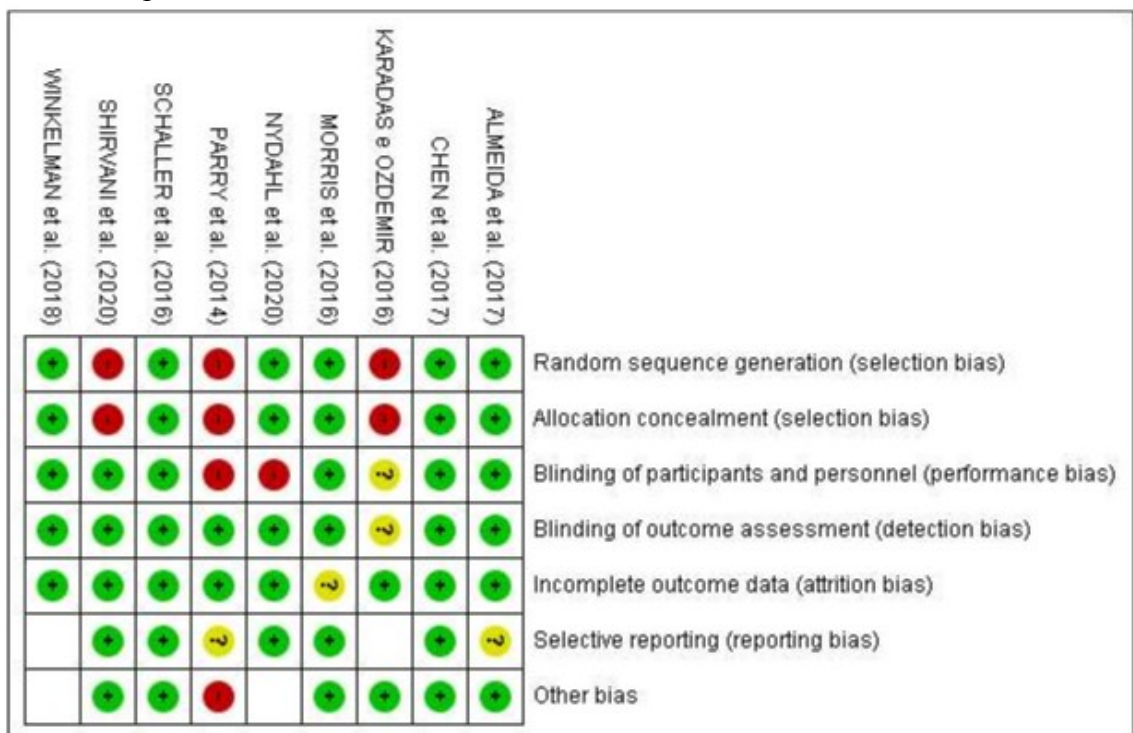 WINKELMAN et al. (2018)
SHIRVANI et al. (2020)
SCHALLER et al. (2016)
PARRY et al. (2014)
NYDAHL et al. (2020)
MORRIS et al. (2016)
KARADAS e OZDEMIR (2016)
CHEN et al. (2017)
ALMEIDA et al. (2017)
+ - + - + + - + + Random sequence generation (selection bias)
+ - + - + + - + + Allocation concealment (selection bias)
+ + + - - + ? + + Blinding of participants and personnel (performance bias)
+ + + + + + ? + + Blinding of outcome assessment (detection bias)
+ + + + + ? + + + Incomplete outcome data (attrition bias)
+ + ? + + + ? Selective reporting (reporting bias)
+ + - + + + + Other bias